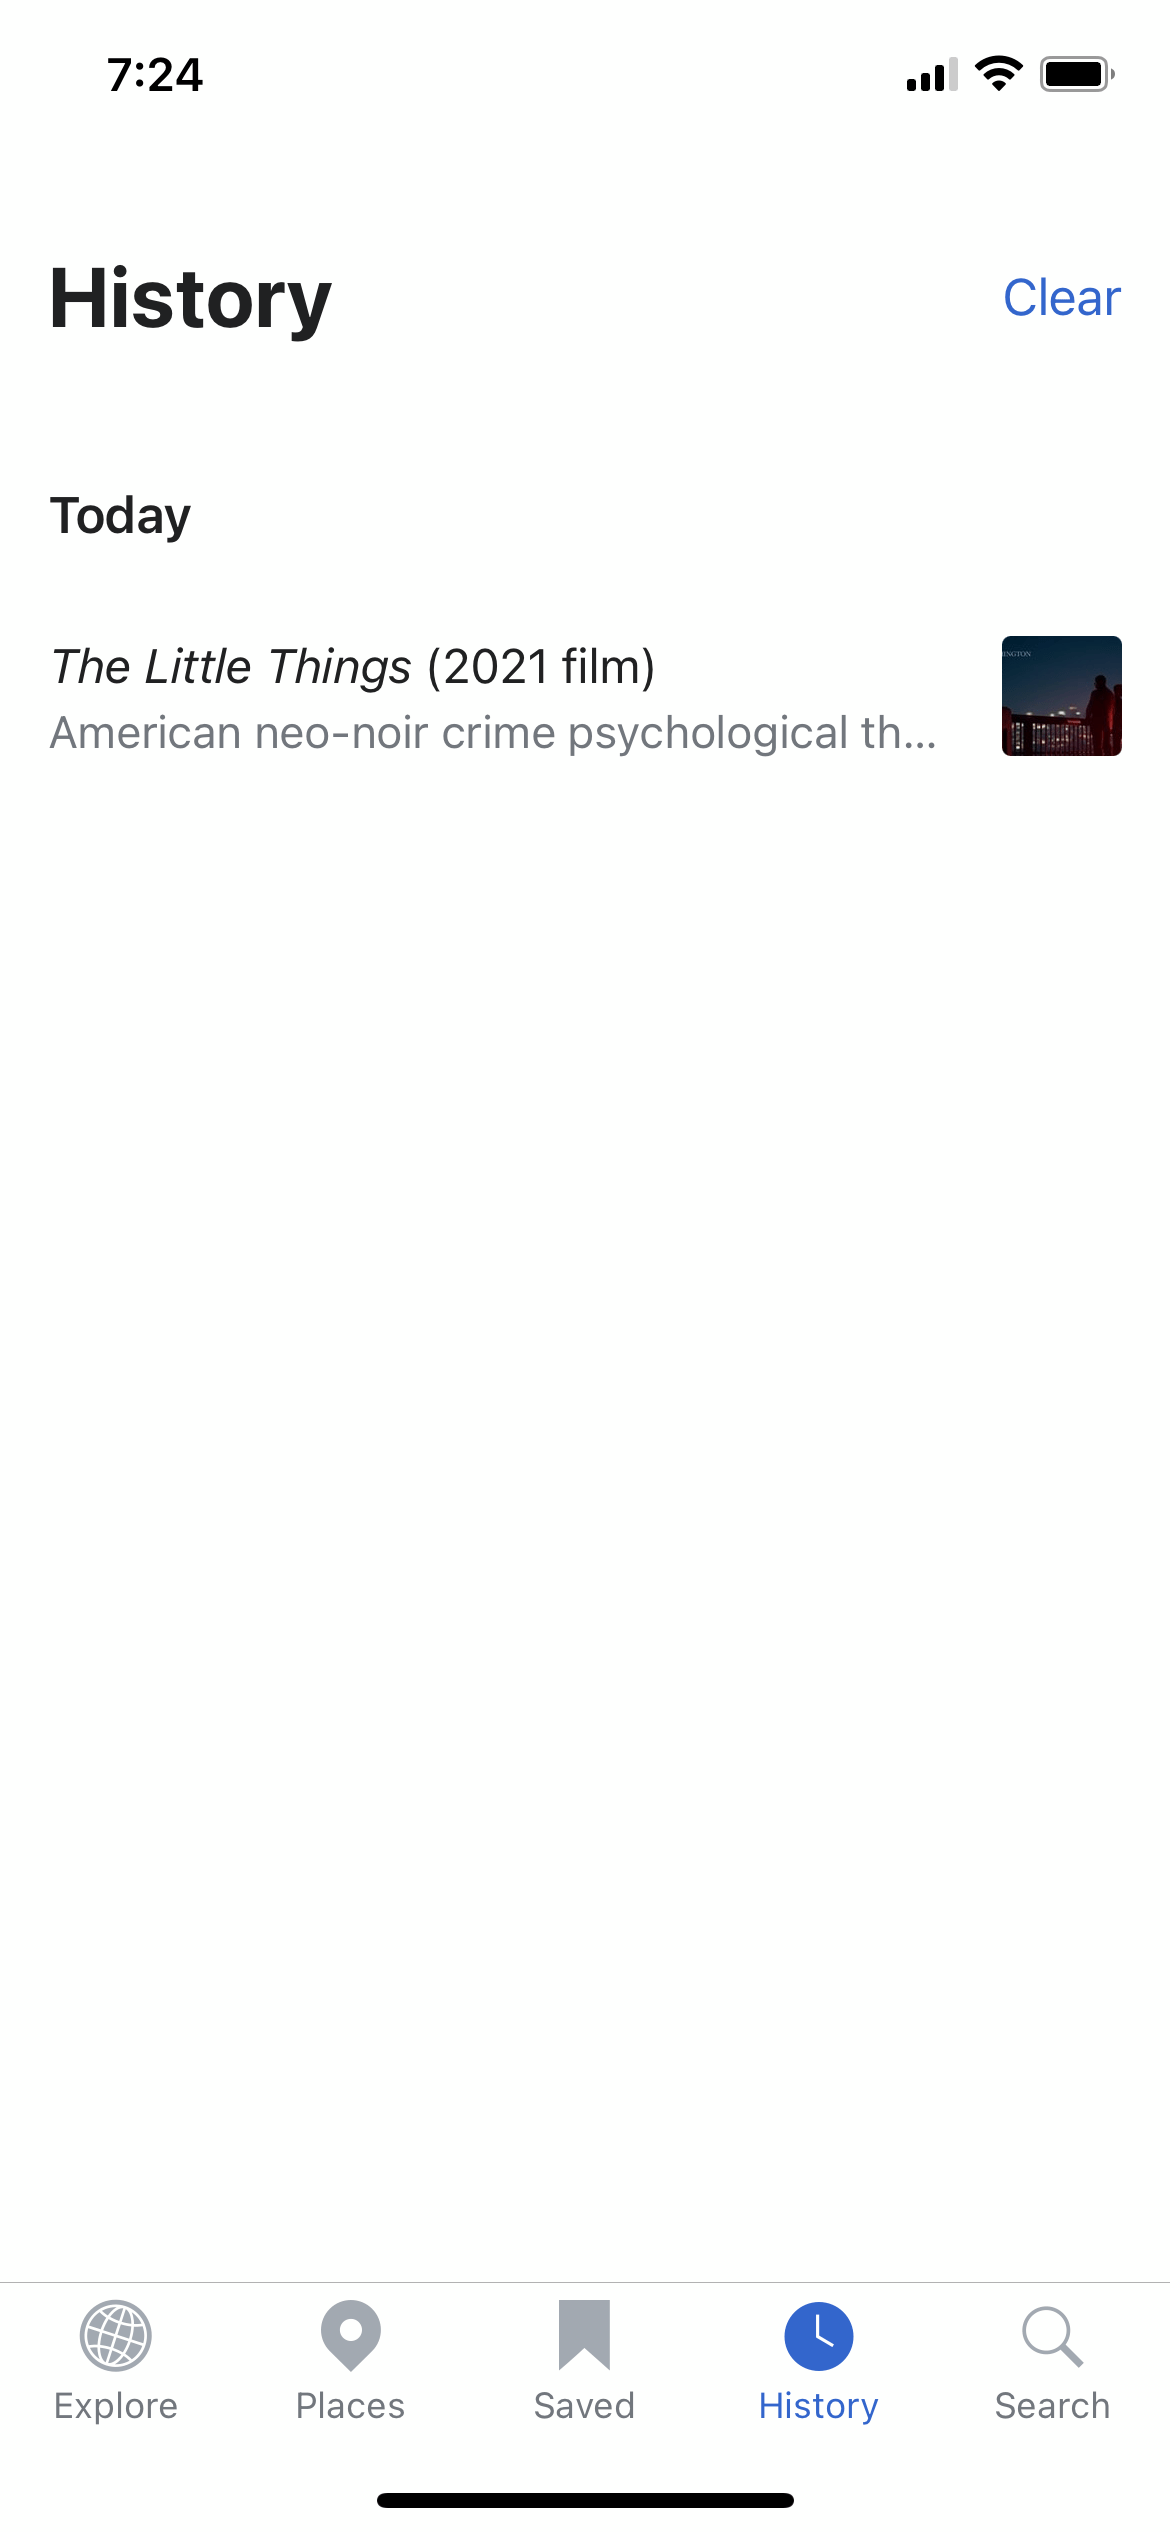 7:24
History
Clear
Today
The Little Things (2021 film)
American neo-noir crime psychological th...
Explore
Places
Saved
History
Search